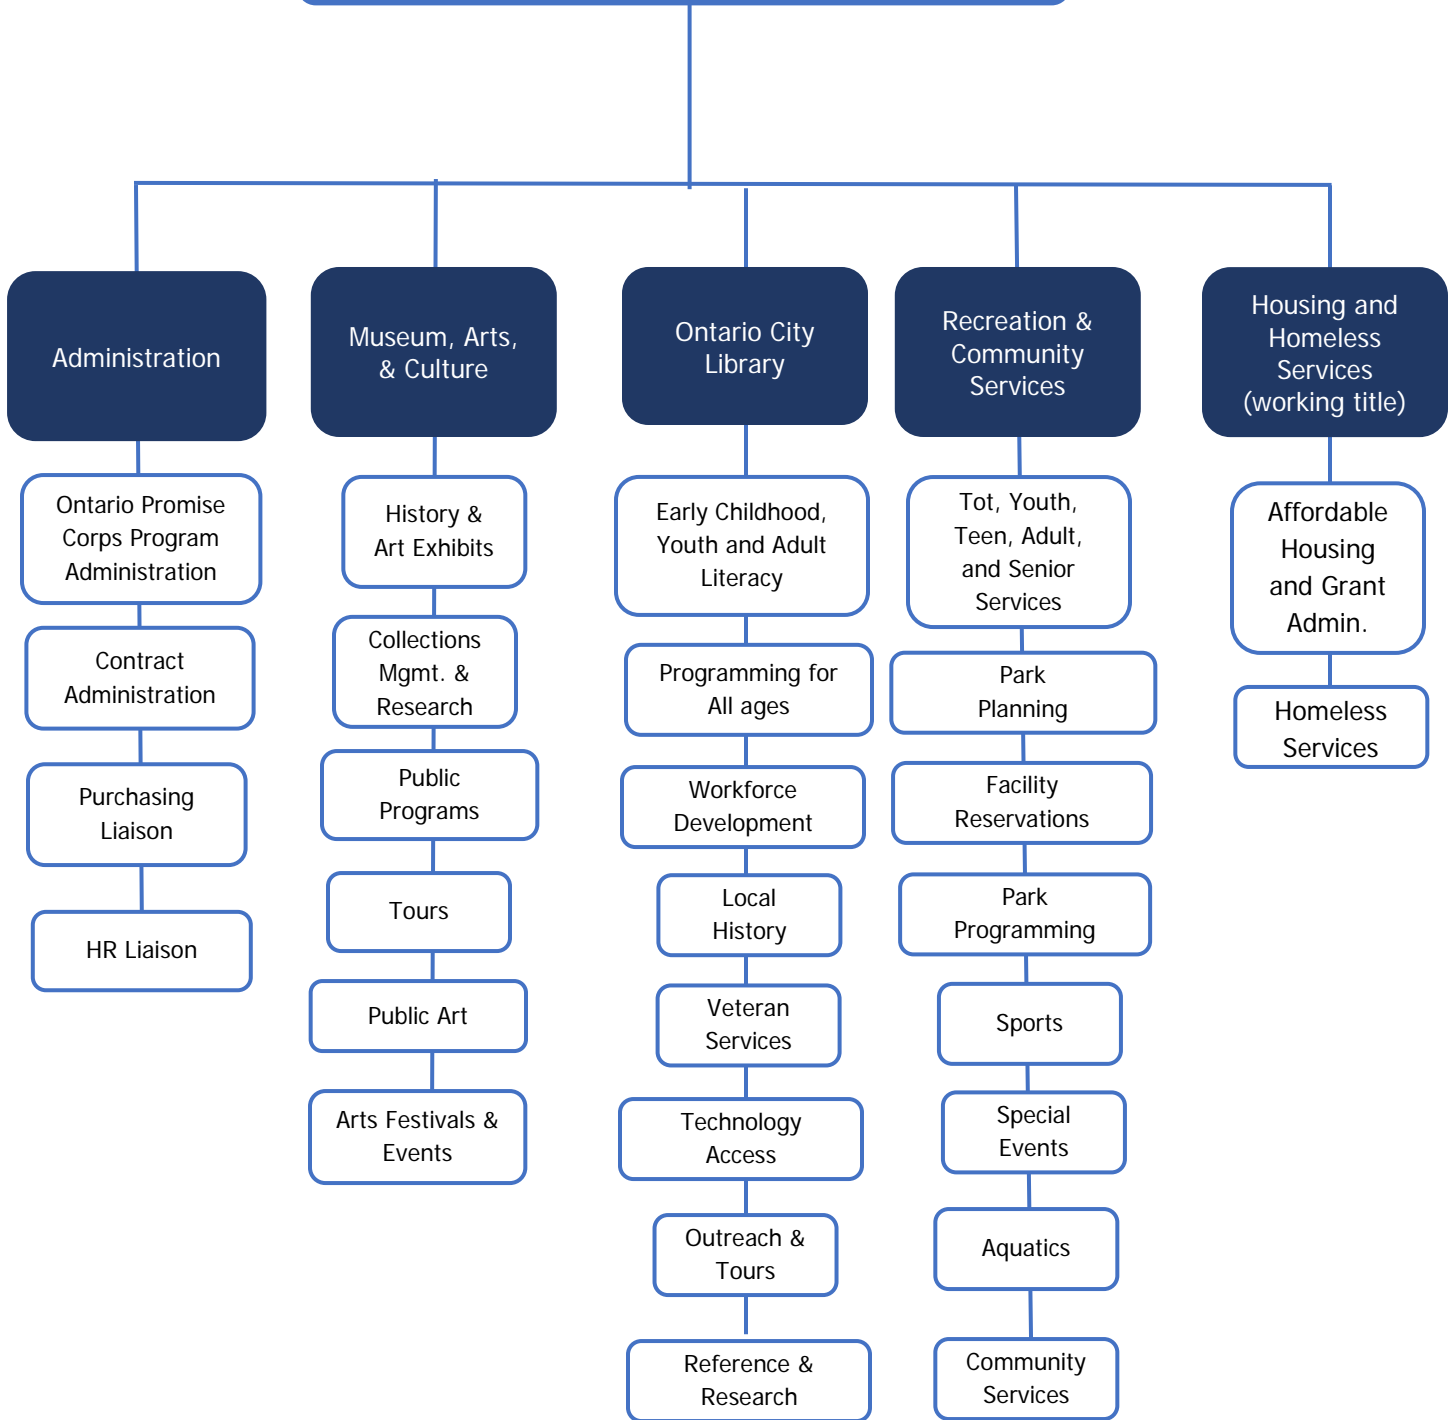 Administration
Ontario Promise
Corps Program
Administration
Contract
Administration
Purchasing
Liaison
HR Liaison
Museum, Arts,
& Culture
History &
Art Exhibits
Collections
Mgmt. &
Research
Public
Programs
Tours
Public Art
Arts Festivals &
Events
Ontario City
Library
Early Childhood,
Youth and Adult
Literacy
Programming for
All ages
Workforce
Development
Local
History
Veteran
Services
Technology
Access
Outreach &
Tours
Reference &
Research
Recreation &
Community
Services
Tot, Youth,
Teen, Adult,
and Senior
Services
Park
Planning
Facility
Reservations
Park
Programming
Sports
Special
Events
Aquatics
Community
Services
Housing and
Homeless
Services
(working title)
Affordable
Housing
and Grant
Admin.
Homeless
Services